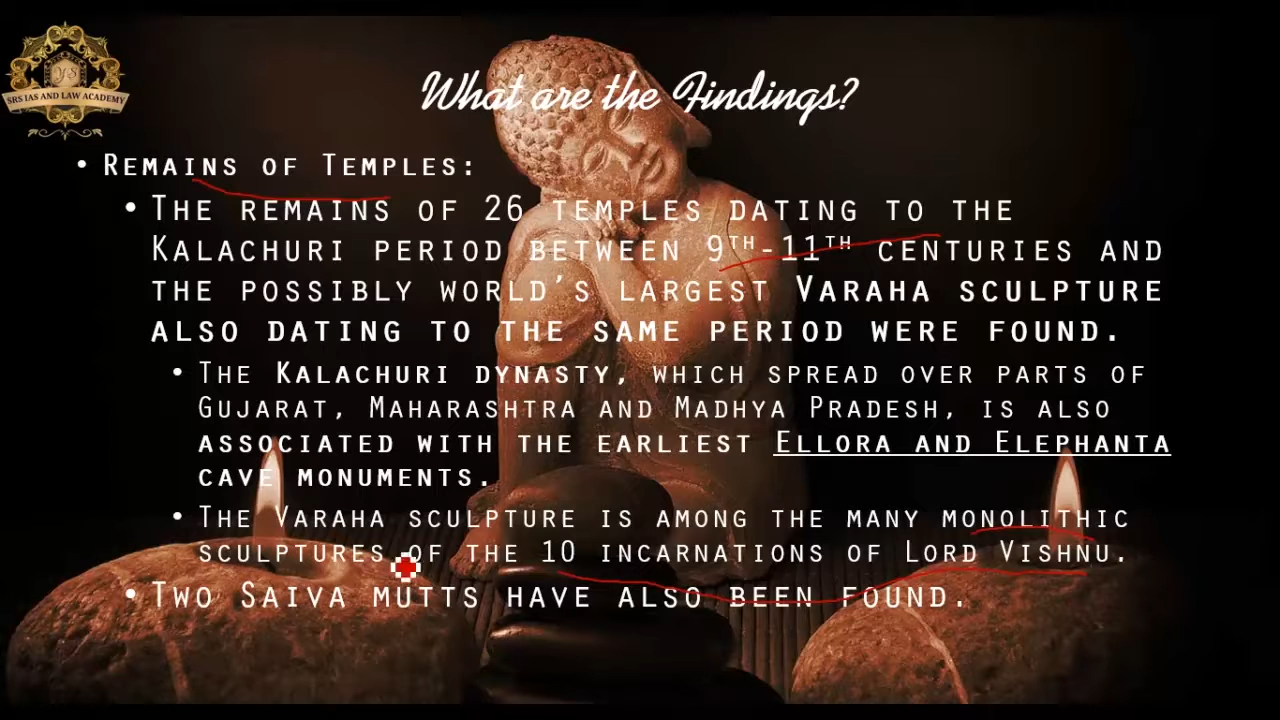 SRS IAS AND LAW ACADEMY
What are the Findings?
• REMAINS OF TEMPLES:
• THE REMAINS OF 26 TEMPLES DATING TO THE
KALACHURI PERIOD BETWEEN 9TH-11TH CENTURIES AND
THE POSSIBLY WORLD'S LARGEST VARAHA SCULPTURE
ALSO DATING TO THE SAME PERIOD WERE FOUND.
• THE KALACHURI DYNASTY, WHICH SPREAD OVER PARTS OF
GUJARAT, MAHARASHTRA AND MADHYA PRADESH, IS ALSO
ASSOCIATED WITH THE EARLIEST ELLORA AND ELEPHANTA
CAVE MONUMENTS.
• THE VARAHA SCULPTURE IS AMONG THE MANY MONOLITHIC
SCULPTURES OF THE 10 INCARNATIONS OF LORD VISHNU.
• TWO SAIVA MUTTS HAVE ALSO BEEN FOUND.